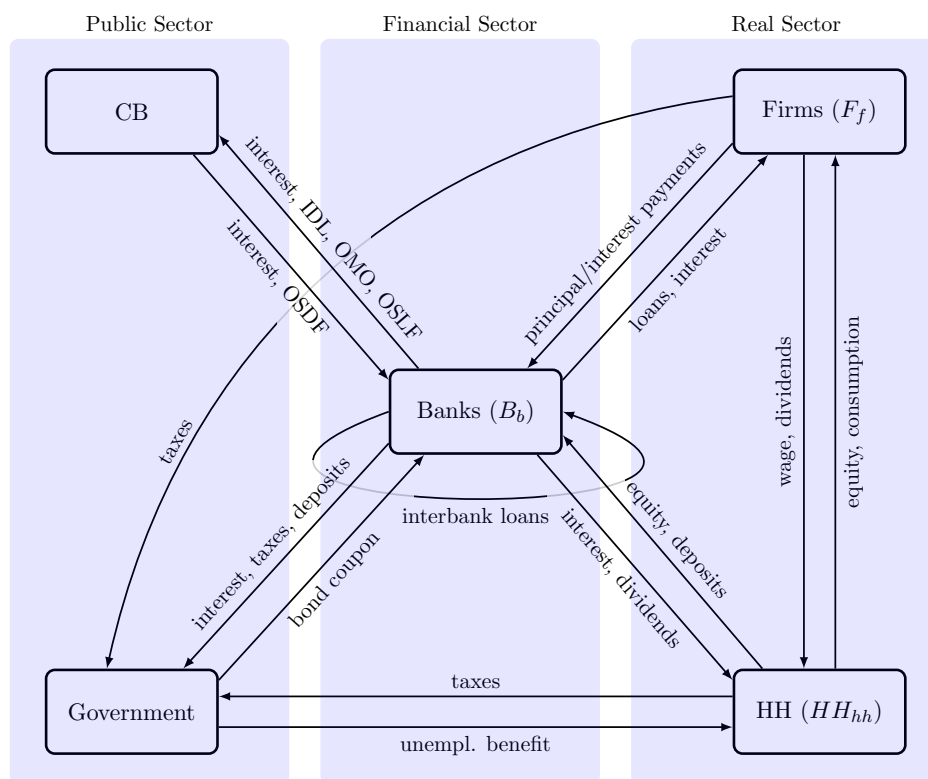 Public Sector
Financial Sector
Real Sector
CB
Firms (F_f)
interest, IDL, OMO, OSLF
interest, OSDF
principal/interest payments
loans, interest
wage, dividends
equity, consumption
Banks (B_b)
taxes
interbank loans
interest, taxes, deposits
bond coupon
equity, deposits
interest, dividends
Government
taxes
unempl. benefit
HH (HH_{hh})